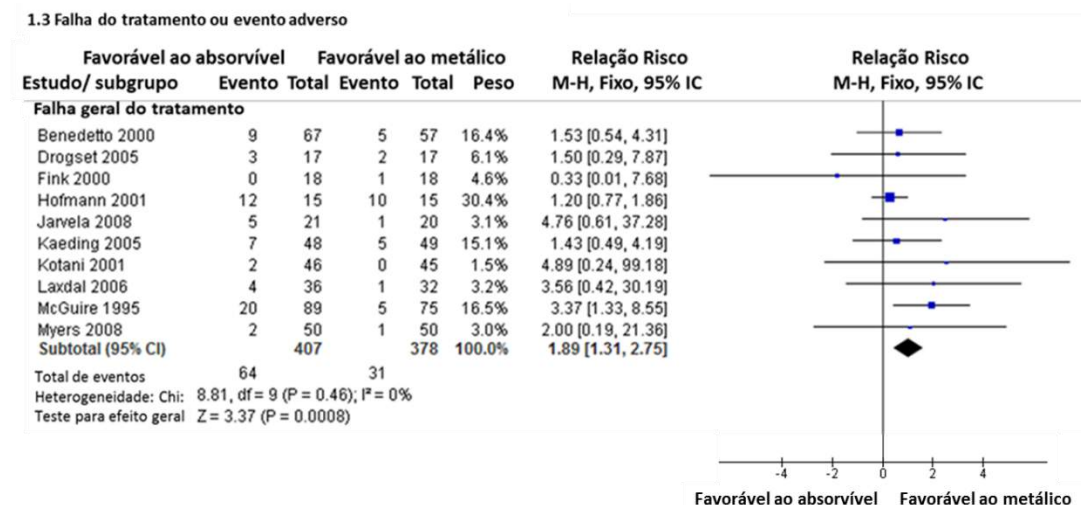 1.3 Falha do tratamento ou evento adverso
Favorável ao absorvível Favorável ao metálico Relação Risco Relação Risco
Estudo/ subgrupo Evento Total Evento Total Peso M-H, Fixo, 95% IC M-H, Fixo, 95% IC
Falha geral do tratamento
Benedetto 2000 9 67 5 57 16.4% 1.53 [0.54, 4.31]
Drogset 2005 3 17 2 17 6.1% 1.50 [0.29, 7.87]
Fink 2000 0 18 1 18 4.6% 0.33 [0.01, 7.68]
Hofmann 2001 12 15 10 15 30.4% 1.20 [0.77, 1.86]
Jarvela 2008 5 21 1 20 3.1% 4.76 [0.61, 37.28]
Kaeding 2005 7 48 5 49 15.1% 1.43 [0.49, 4.19]
Kotani 2001 2 46 0 45 1.5% 4.89 [0.24, 99.18]
Laxdal 2006 4 36 1 32 3.2% 3.56 [0.42, 30.19]
McGuire 1995 20 89 5 75 16.5% 3.37 [1.33, 8.55]
Myers 2008 2 50 1 50 3.0% 2.00 [0.19, 21.36]
Subtotal (95% CI) 407 378 100.0% 1.89 [1.31, 2.75]
Total de eventos 64 31
Heterogeneidade: Chi: 8.81, df = 9 (P = 0.46); I² = 0%
Teste para efeito geral Z = 3.37 (P = 0.0008)
-4 -2 0 2 4
Favorável ao absorvível Favorável ao metálico